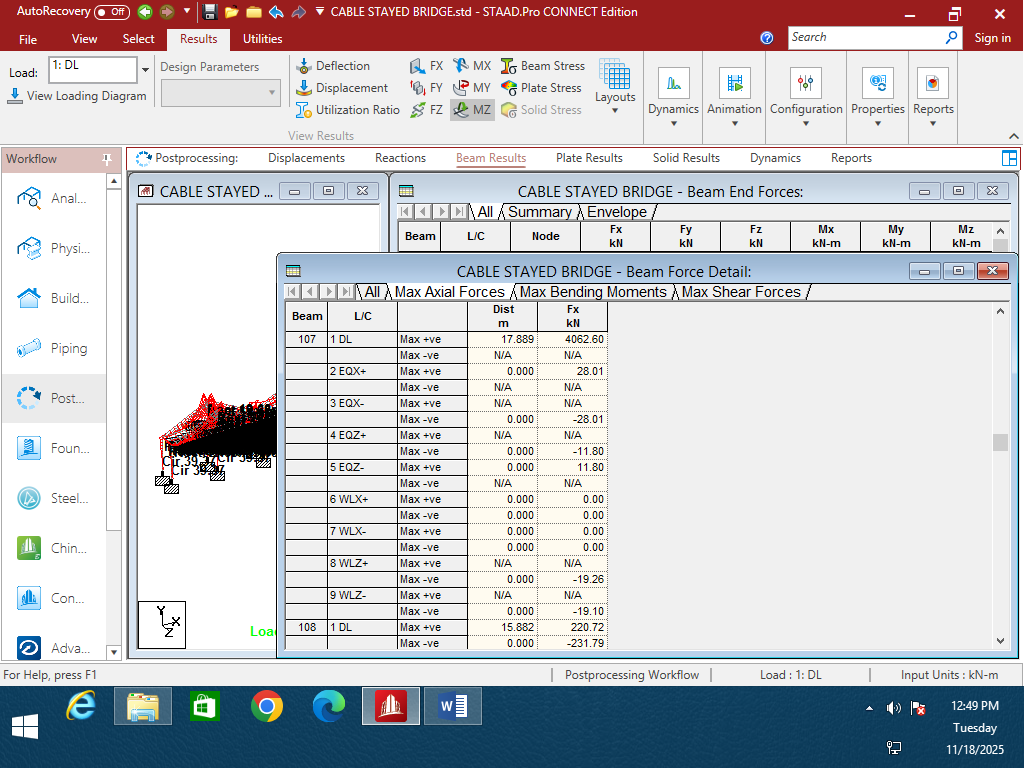 AutoRecovery Off CABLE STAYED BRIDGE.std - STAAD.Pro CONNECT Edition
File View Select Results Utilities Search Sign in
Load: 1: DL
View Loading Diagram
Design Parameters
Deflection
Displacement
Utilization Ratio
FX MX
FY MY
FZ MZ
Beam Stress
Plate Stress
Solid Stress
View Results
Layouts
Dynamics
Animation
Configuration
Properties
Reports
Workflow
Postprocessing: Displacements Reactions Beam Results Plate Results Solid Results Dynamics Reports
Anal...
Physi...
Build...
Piping
Post...
Foun...
Steel...
Chin...
Con...
Adva...
CABLE STAYED ...
Y
X
Z
Loa
CABLE STAYED BRIDGE - Beam End Forces:
All Summary Envelope
Beam L/C Node Fx kN Fy kN Fz kN Mx kN-m My kN-m Mz kN-m
CABLE STAYED BRIDGE - Beam Force Detail:
All Max Axial Forces Max Bending Moments Max Shear Forces
Beam L/C Dist m Fx kN
107 1 DL Max +ve 17.889 4062.60
Max -ve N/A N/A
2 EQX+ Max +ve 0.000 28.01
Max -ve N/A N/A
3 EQX- Max +ve N/A N/A
Max -ve 0.000 -28.01
4 EQZ+ Max +ve N/A N/A
Max -ve 0.000 -11.80
5 EQZ- Max +ve 0.000 11.80
Max -ve N/A N/A
6 WLX+ Max +ve 0.000 0.00
Max -ve 0.000 0.00
7 WLX- Max +ve 0.000 0.00
Max -ve 0.000 0.00
8 WLZ+ Max +ve N/A N/A
Max -ve 0.000 -19.26
9 WLZ- Max +ve N/A N/A
Max -ve 0.000 -19.10
108 1 DL Max +ve 15.882 220.72
Max -ve 0.000 -231.79
For Help, press F1 Postprocessing Workflow Load : 1: DL Input Units : kN-m
12:49 PM
Tuesday
11/18/2025